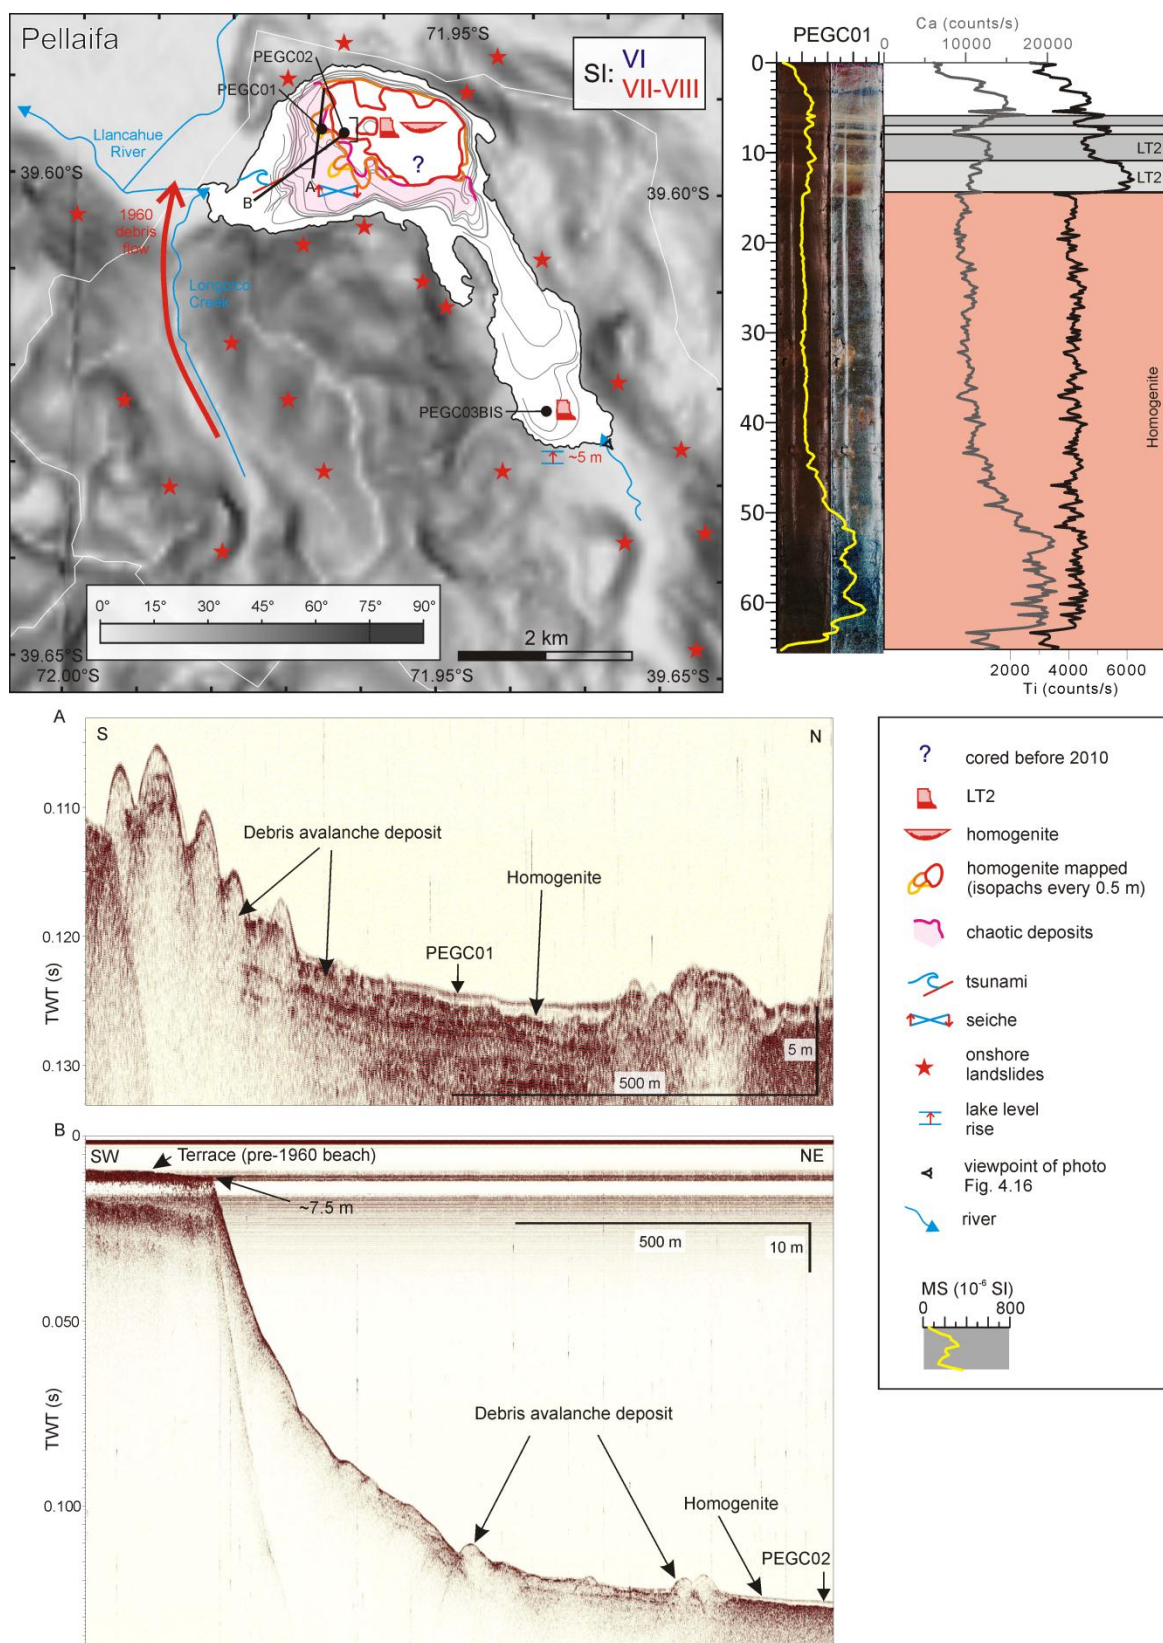 Pellaifa
71.95°S
SI: VI
VII-VIII
PEGC02
PEGC01
Llancahue
River
39.60°S
39.60°S
1960
debris
flow
?
A
B
PEGC03BIS
~5 m
0° 15° 30° 45° 60° 75° 90°
2 km
39.65°S
72.00°S
71.95°S
39.65°S
Ca (counts/s)
PEGC01
0 10000 20000
0
10
20
30
40
50
60
LT2
LT2
Homogenite
2000 4000 6000
Ti (counts/s)
A
S
N
0.110
0.120
0.130
TWT (s)
Debris avalanche deposit
Homogenite
PEGC01
5 m
500 m
B
0
SW
Terrace (pre-1960 beach)
NE
~7.5 m
500 m
10 m
0.050
0.100
TWT (s)
Debris avalanche deposit
Homogenite
PEGC02
? cored before 2010
LT2
homogenite
homogenite mapped
(isopachs every 0.5 m)
chaotic deposits
tsunami
seiche
onshore
landslides
lake level
rise
viewpoint of photo
Fig. 4.16
river
MS (10⁻⁶ SI)
0 800